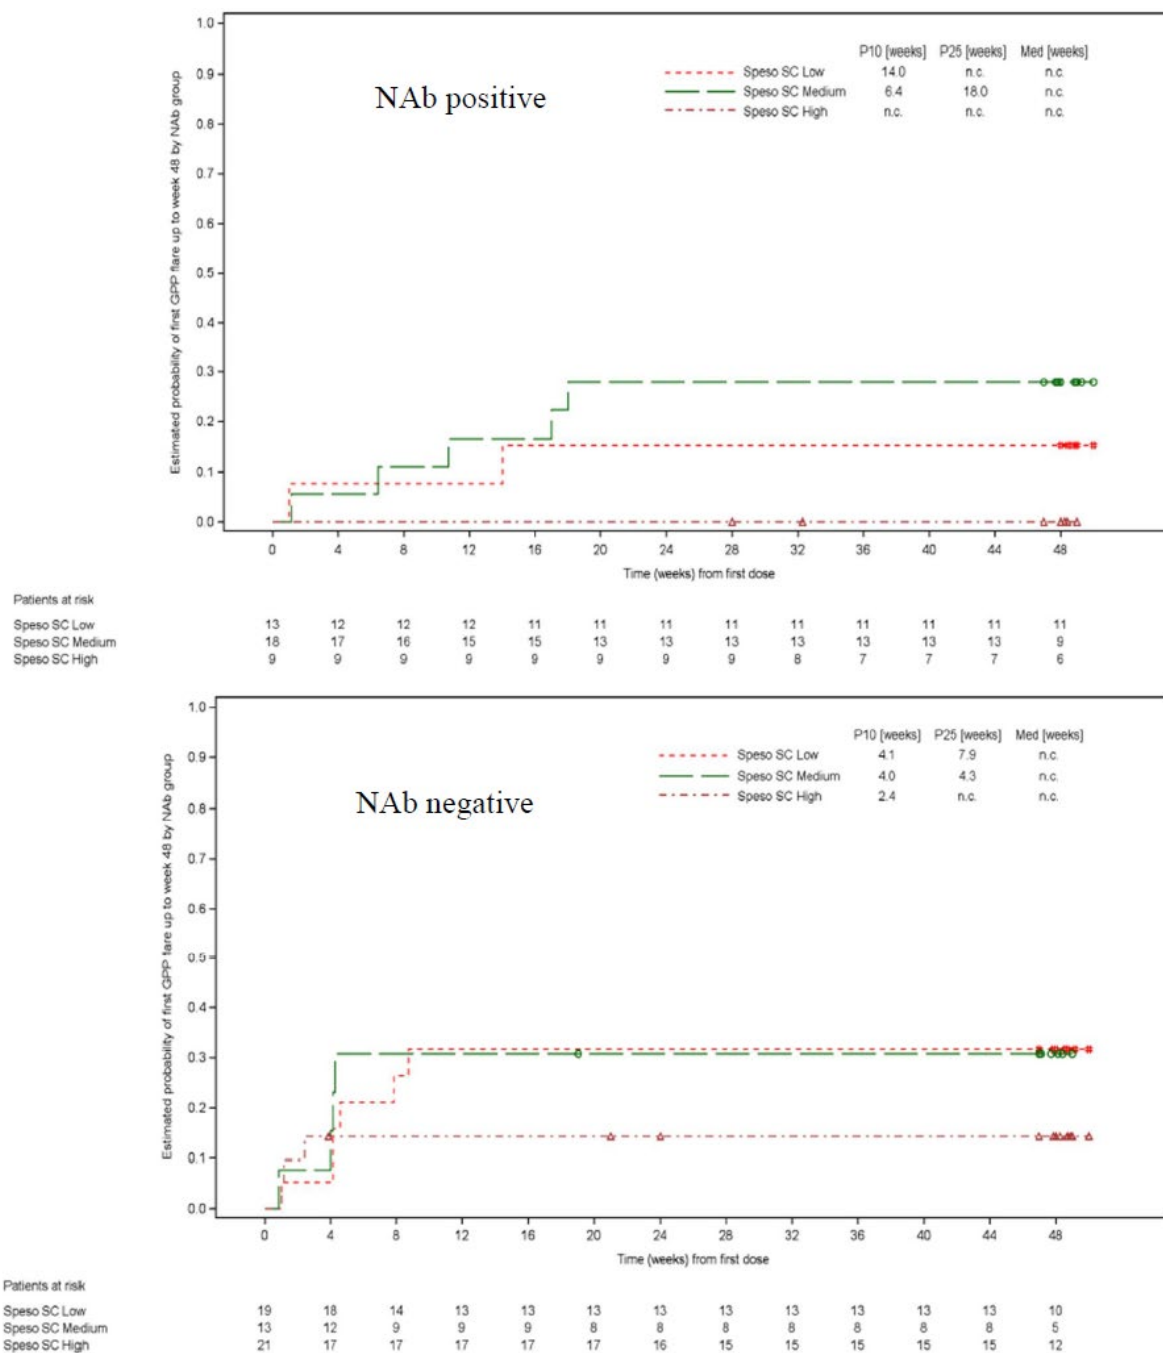 Estimated probability of first GPP flare up to week 48 by NAb group
1.0
0.9
0.8
0.7
0.6
0.5
0.4
0.3
0.2
0.1
0.0
NAb positive
P10 [weeks] P25 [weeks] Med [weeks]
Speso SC Low 14.0 n.c. n.c.
Speso SC Medium 6.4 18.0 n.c.
Speso SC High n.c. n.c. n.c.
0 4 8 12 16 20 24 28 32 36 40 44 48
Time (weeks) from first dose
Patients at risk
Speso SC Low 13 12 12 12 11 11 11 11 11 11 11 11 11
Speso SC Medium 18 17 16 15 15 13 13 13 13 13 13 13 9
Speso SC High 9 9 9 9 9 9 9 9 8 7 7 7 6
Estimated probability of first GPP flare up to week 48 by NAb group
1.0
0.9
0.8
0.7
0.6
0.5
0.4
0.3
0.2
0.1
0.0
NAb negative
P10 [weeks] P25 [weeks] Med [weeks]
Speso SC Low 4.1 7.9 n.c.
Speso SC Medium 4.0 4.3 n.c.
Speso SC High 2.4 n.c. n.c.
0 4 8 12 16 20 24 28 32 36 40 44 48
Time (weeks) from first dose
Patients at risk
Speso SC Low 19 18 14 13 13 13 13 13 13 13 13 13 10
Speso SC Medium 13 12 9 9 9 8 8 8 8 8 8 8 5
Speso SC High 21 17 17 17 17 17 16 15 15 15 15 15 12